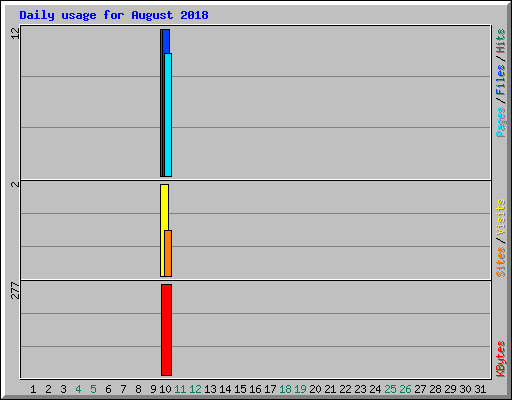 Daily usage for August 2018
12
Pages / Files / Hits
2
Sites / Visits
277
KBytes
1 2 3 4 5 6 7 8 9 10 11 12 13 14 15 16 17 18 19 20 21 22 23 24 25 26 27 28 29 30 31